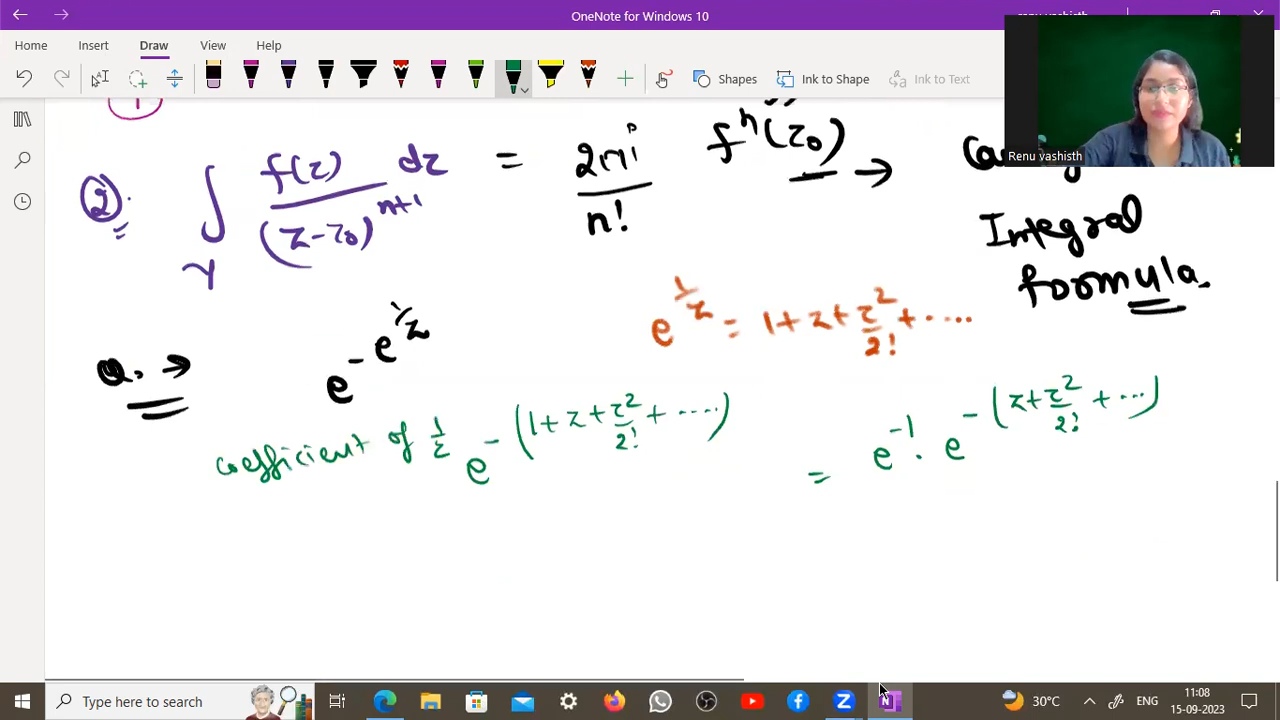 OneNote for Windows 10
Home Insert Draw View Help
Shapes Ink to Shape Ink to Text
Renu vashisth
②. ∫γ f(z) dz / (z-z₀)^(n+1) = 2πi / n! fⁿ(z₀) →
Integral
formula.
Q. → e^(-e^(1/z))
e^(1/z) = 1+z+z²/2!+.....
coefficient of 1/z e^-(1+z+z²/2!+....) = e^-1 . e^-(z+z²/2!+...)
Type here to search
30°C
ENG
11:08
15-09-2023